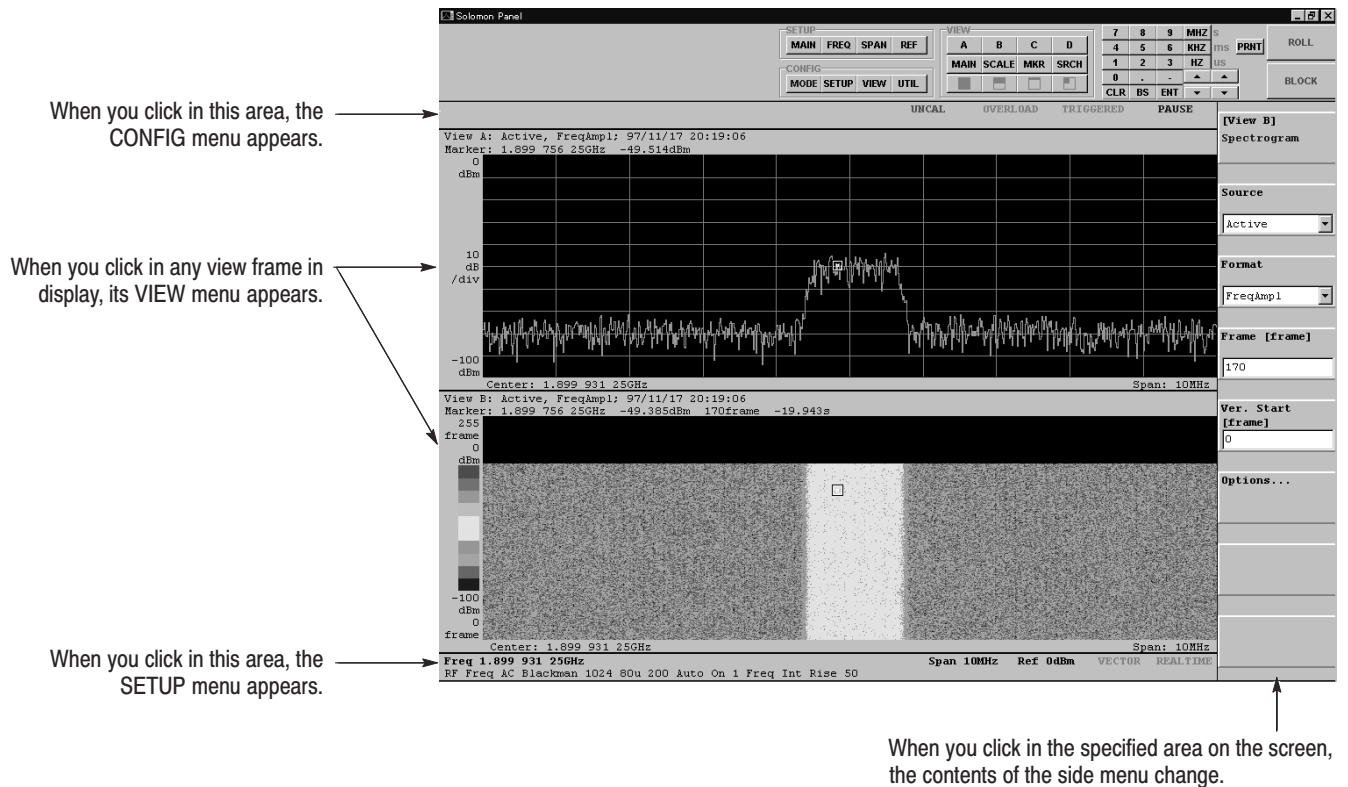 Solomon Panel
SETUP
MAIN FREQ SPAN REF
CONFIG
MODE SETUP VIEW UTIL
VIEW
A B C D
MAIN SCALE MKR SRCH
7 8 9 MHZ s
4 5 6 KHZ ms PRNT
1 2 3 HZ us
0 . -
CLR BS ENT
ROLL
BLOCK
UNCAL OVERLOAD TRIGGERED PAUSE
When you click in this area, the
CONFIG menu appears.
View A: Active, FreqAmpl; 97/11/17 20:19:06
Marker: 1.899 756 25GHz -49.514dBm
0
dBm
10
dB
/div
-100
dBm
Center: 1.899 931 25GHz Span: 10MHz
When you click in any view frame in
display, its VIEW menu appears.
View B: Active, FreqAmpl; 97/11/17 20:19:06
Marker: 1.899 756 25GHz -49.385dBm 170frame -19.943s
255
frame
0
dBm
-100
dBm
0
frame
Center: 1.899 931 25GHz Span: 10MHz
When you click in this area, the
SETUP menu appears.
Freq 1.899 931 25GHz Span 10MHz Ref 0dBm VECTOR REALTIME
RF Freq AC Blackman 1024 80u 200 Auto On 1 Freq Int Rise 50
[View B]
Spectrogram
Source
Active
Format
FreqAmpl
Frame [frame]
170
Ver. Start
[frame]
0
Options...
When you click in the specified area on the screen,
the contents of the side menu change.